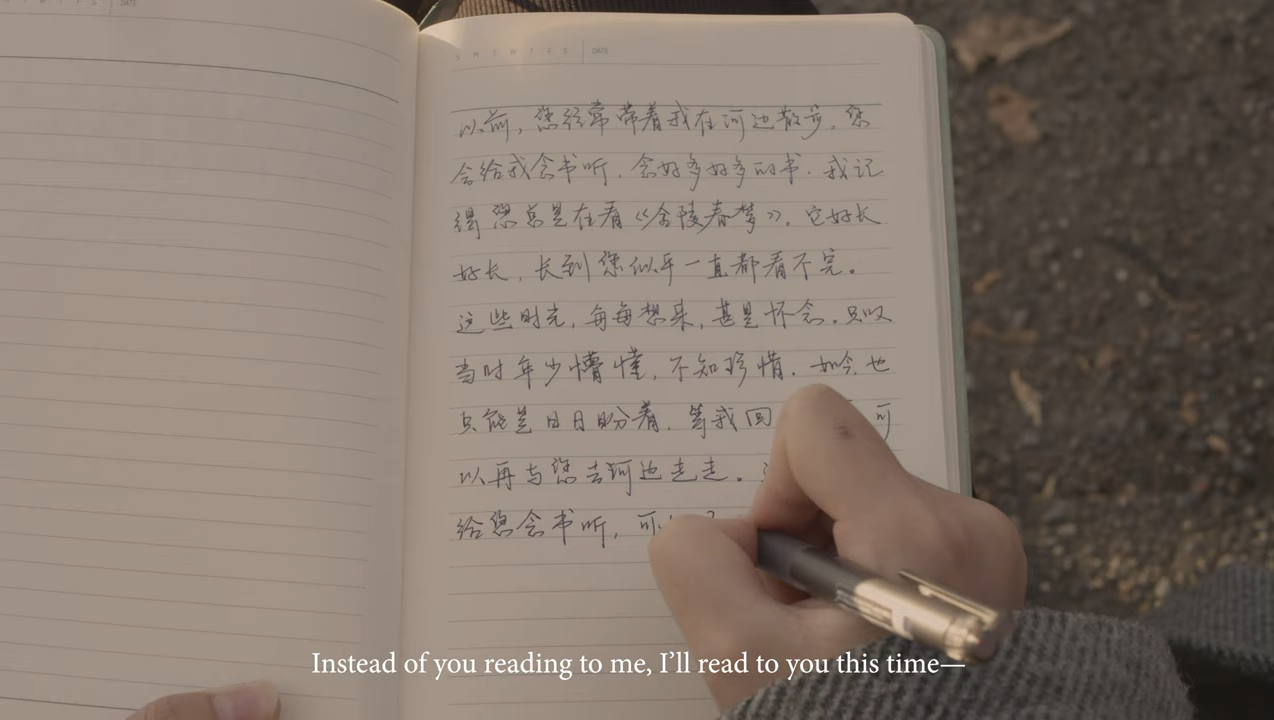 S M T W T F S DATE
以前，您经常带着我在河边散步。您
会给我念书听，念好多好多的书。我记
得您总是在看《金陵春梦》。它好长
好长，长到您似乎一直都看不完。
这些时光，每每想来，甚是怀念。只叹
当时年少懵懂，不知珍惜。如今也
只能是日日盼着，等我回 可
以再与您去河边走走。
给您念书听，可
Instead of you reading to me, I’ll read to you this time—